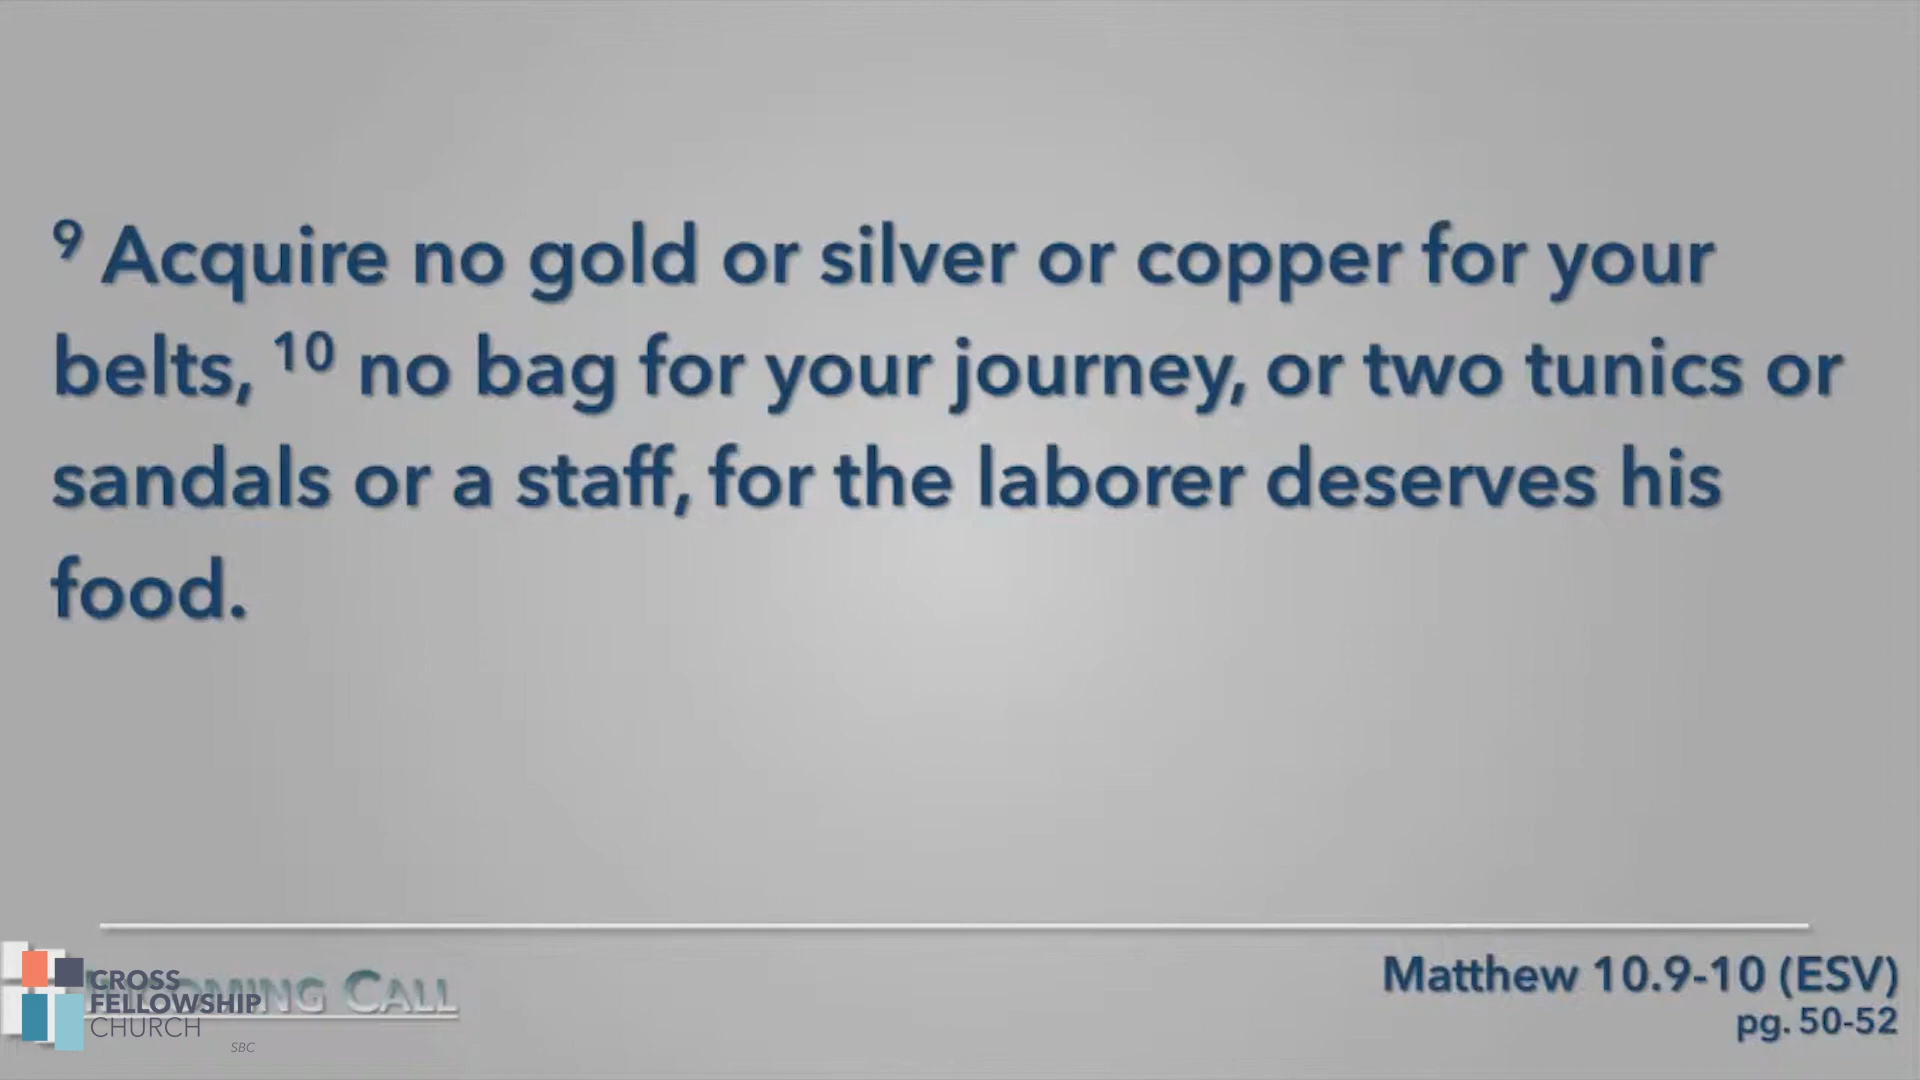 ⁹ Acquire no gold or silver or copper for your
belts, ¹⁰ no bag for your journey, or two tunics or
sandals or a staff, for the laborer deserves his
food.
Matthew 10.9-10 (ESV)
pg. 50-52
CALL
CROSS
FELLOWSHIP
CHURCH
SBC